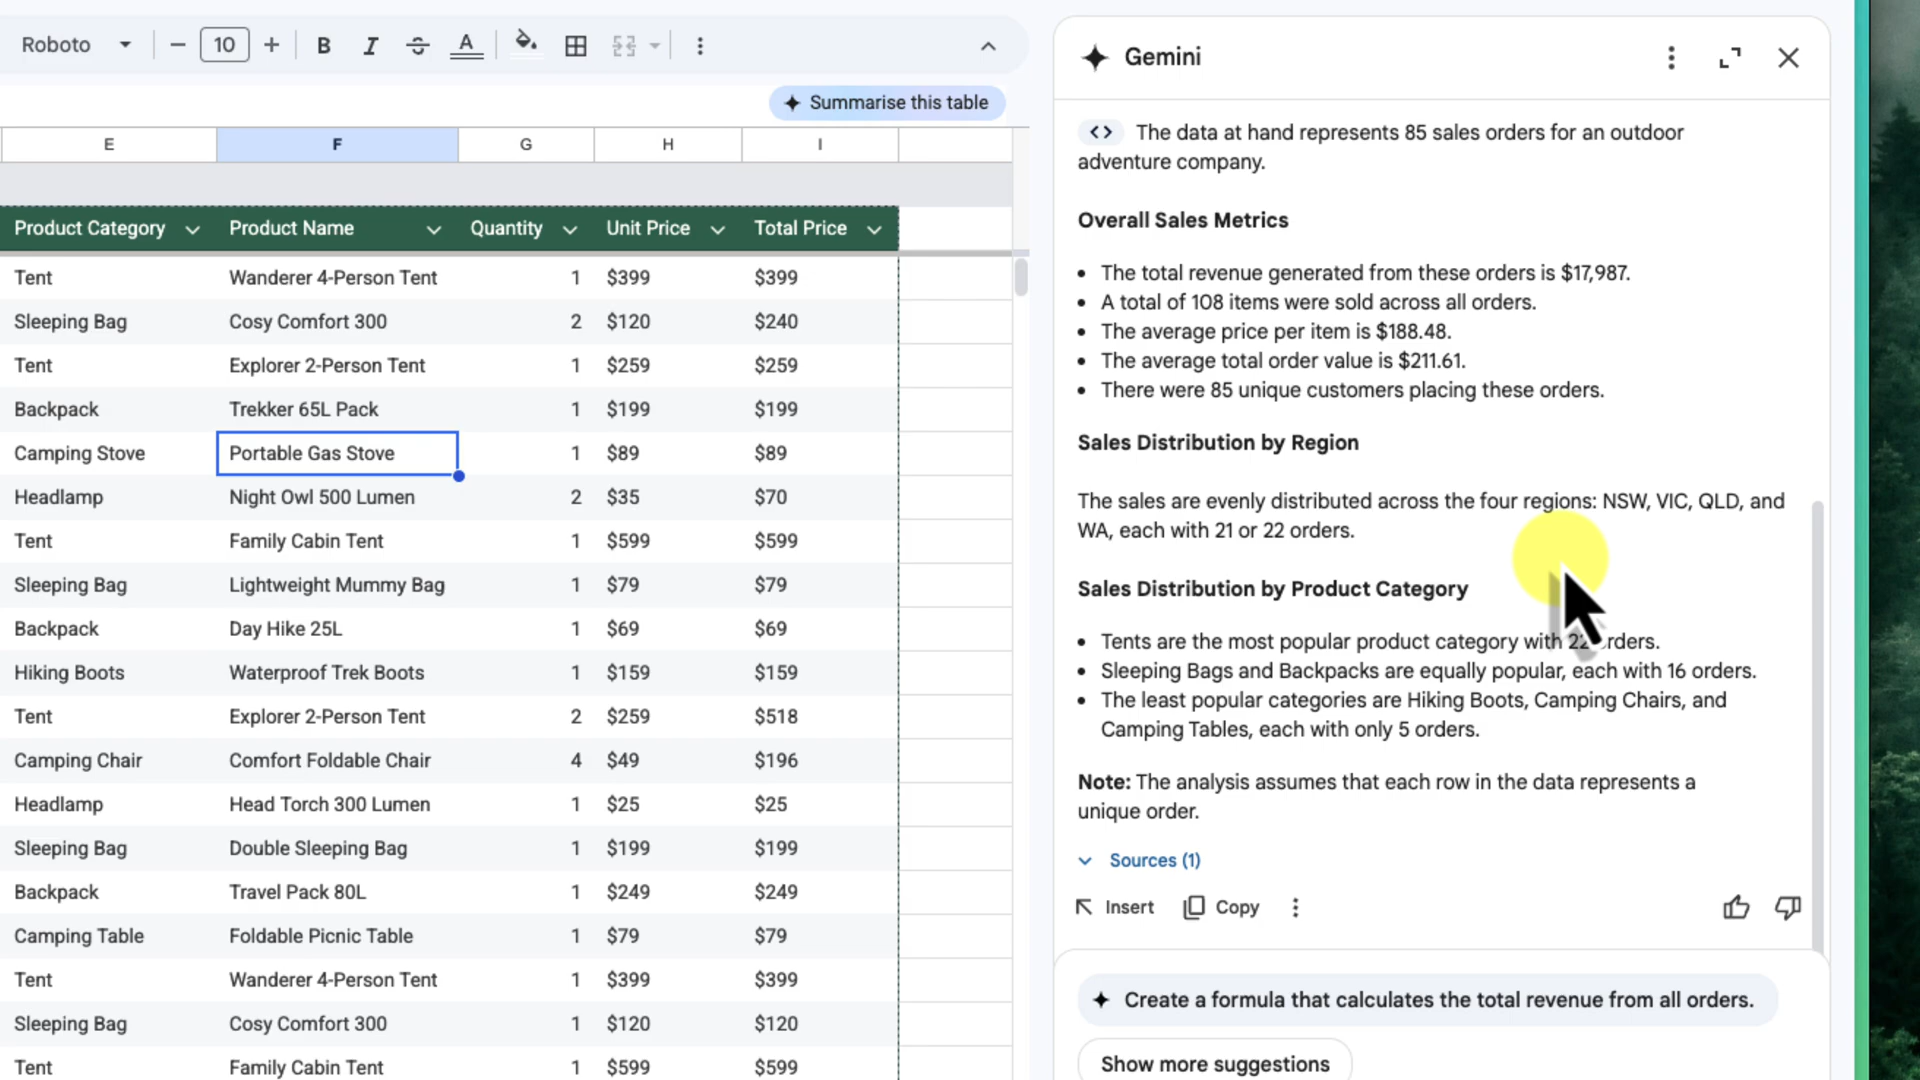 Roboto 10 B I S A
Summarise this table
E F G H I
Product Category Product Name Quantity Unit Price Total Price
Tent Wanderer 4-Person Tent 1 $399 $399
Sleeping Bag Cosy Comfort 300 2 $120 $240
Tent Explorer 2-Person Tent 1 $259 $259
Backpack Trekker 65L Pack 1 $199 $199
Camping Stove Portable Gas Stove 1 $89 $89
Headlamp Night Owl 500 Lumen 2 $35 $70
Tent Family Cabin Tent 1 $599 $599
Sleeping Bag Lightweight Mummy Bag 1 $79 $79
Backpack Day Hike 25L 1 $69 $69
Hiking Boots Waterproof Trek Boots 1 $159 $159
Tent Explorer 2-Person Tent 2 $259 $518
Camping Chair Comfort Foldable Chair 4 $49 $196
Headlamp Head Torch 300 Lumen 1 $25 $25
Sleeping Bag Double Sleeping Bag 1 $199 $199
Backpack Travel Pack 80L 1 $249 $249
Camping Table Foldable Picnic Table 1 $79 $79
Tent Wanderer 4-Person Tent 1 $399 $399
Sleeping Bag Cosy Comfort 300 1 $120 $120
Tent Family Cabin Tent 1 $599 $599
Gemini
The data at hand represents 85 sales orders for an outdoor
adventure company.
Overall Sales Metrics
• The total revenue generated from these orders is $17,987.
• A total of 108 items were sold across all orders.
• The average price per item is $188.48.
• The average total order value is $211.61.
• There were 85 unique customers placing these orders.
Sales Distribution by Region
The sales are evenly distributed across the four regions: NSW, VIC, QLD, and
WA, each with 21 or 22 orders.
Sales Distribution by Product Category
• Tents are the most popular product category with 22 orders.
• Sleeping Bags and Backpacks are equally popular, each with 16 orders.
• The least popular categories are Hiking Boots, Camping Chairs, and
Camping Tables, each with only 5 orders.
Note: The analysis assumes that each row in the data represents a
unique order.
Sources (1)
Insert Copy
Create a formula that calculates the total revenue from all orders.
Show more suggestions